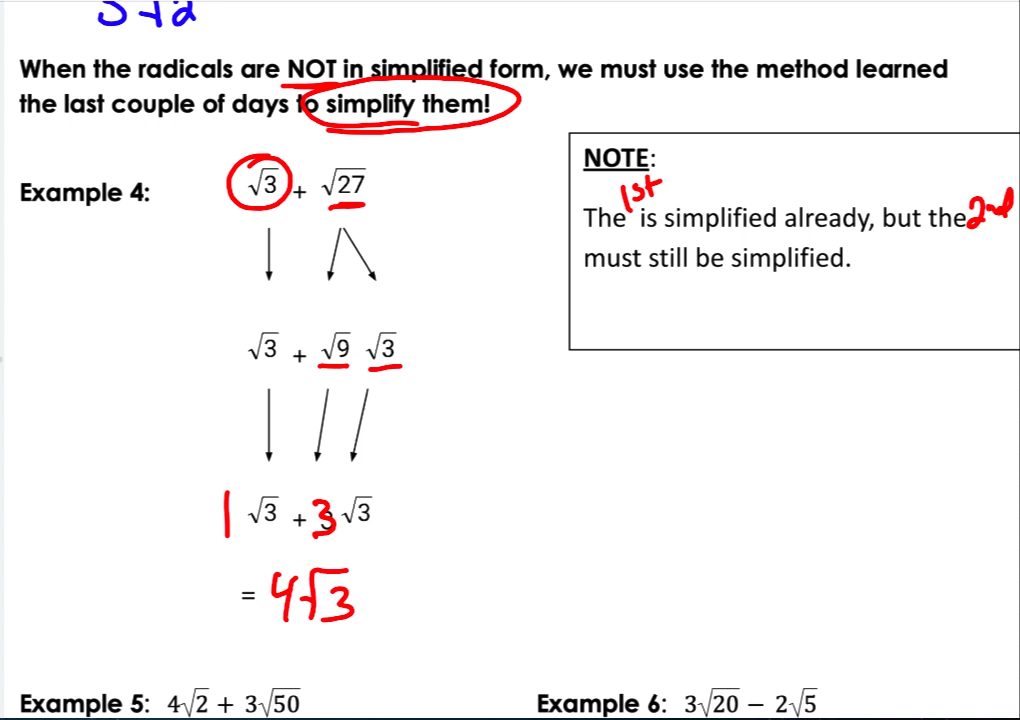 When the radicals are NOT in simplified form, we must use the method learned
the last couple of days to simplify them!
NOTE:
Example 4: √3 + √27
The 1st is simplified already, but the 2nd
must still be simplified.
√3 + √9 √3
1 √3 + 3 √3
= 4√3
Example 5: 4√2 + 3√50
Example 6: 3√20 − 2√5